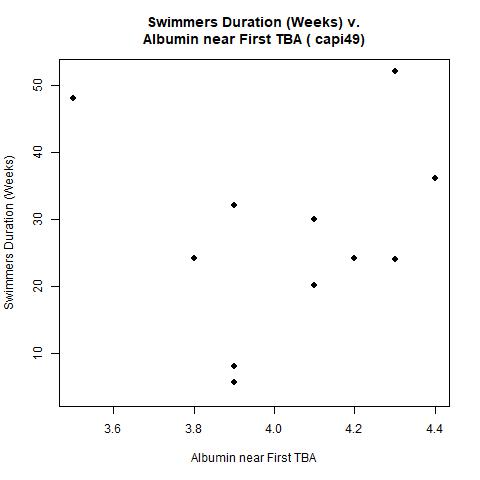 Swimmers Duration (Weeks) v.
Albumin near First TBA ( capi49)
Swimmers Duration (Weeks)
50
40
30
20
10
3.6 3.8 4.0 4.2 4.4
Albumin near First TBA